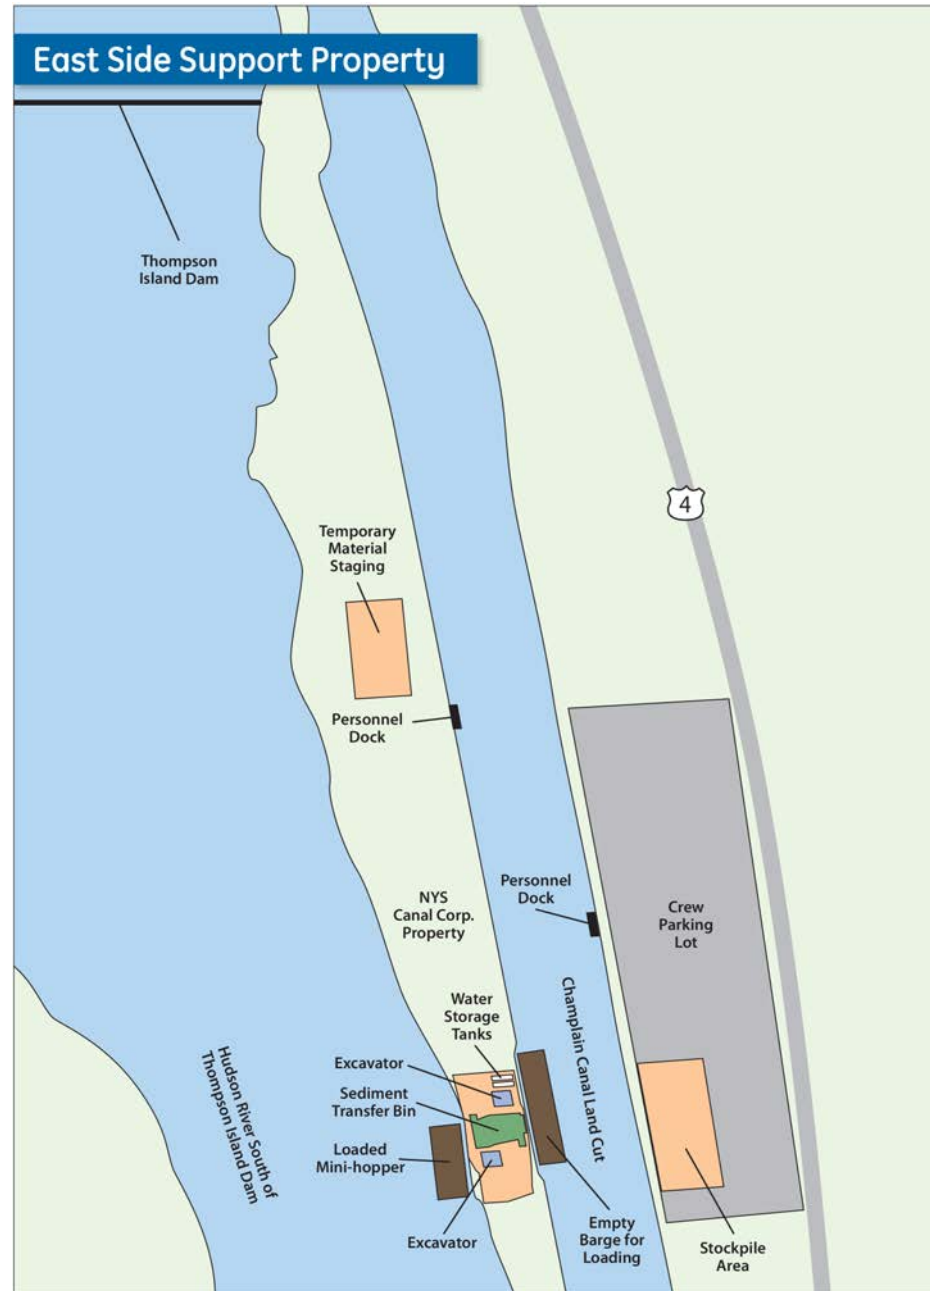 East Side Support Property
Thompson
Island Dam
4
Temporary
Material
Staging
Personnel
Dock
Personnel
Dock
NYS
Canal Corp.
Property
Crew
Parking
Lot
Water
Storage
Tanks
Champlain Canal Land Cut
Hudson River South of
Thompson Island Dam
Excavator
Sediment
Transfer Bin
Loaded
Mini-hopper
Excavator
Empty
Barge for
Loading
Stockpile
Area